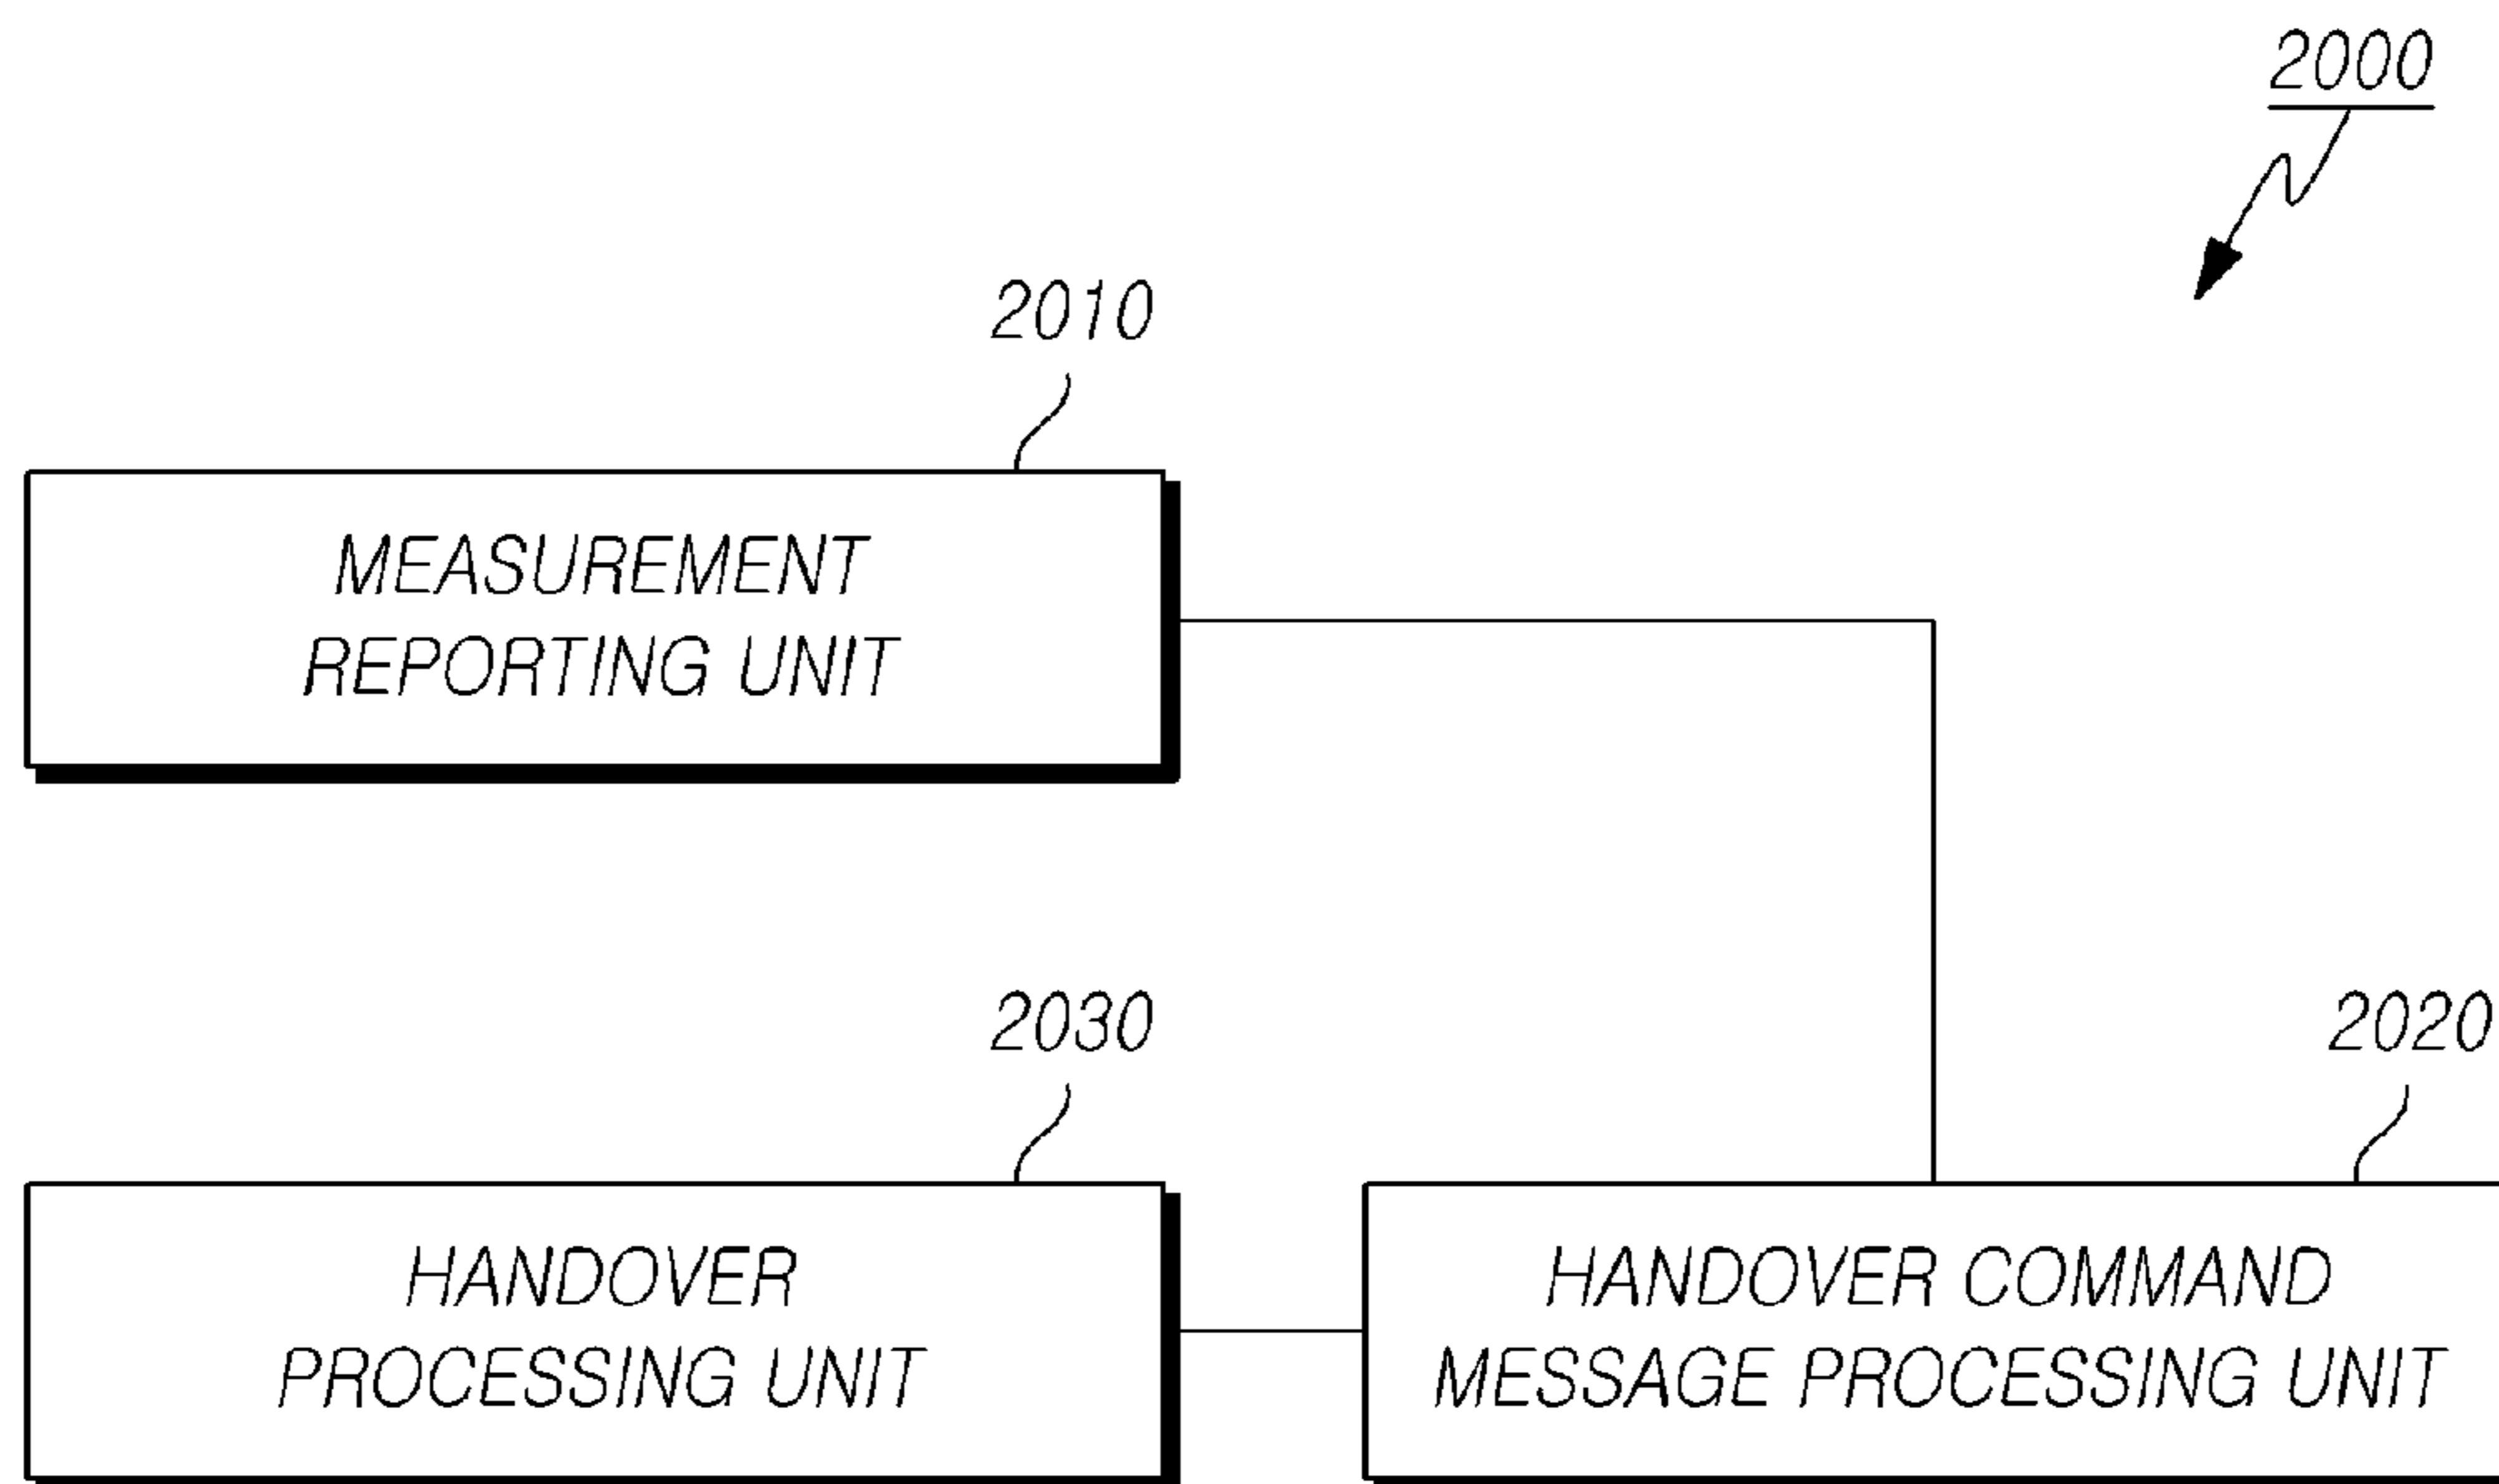 2000
2010
MEASUREMENT
REPORTING UNIT
2030
2020
HANDOVER
PROCESSING UNIT
HANDOVER COMMAND
MESSAGE PROCESSING UNIT